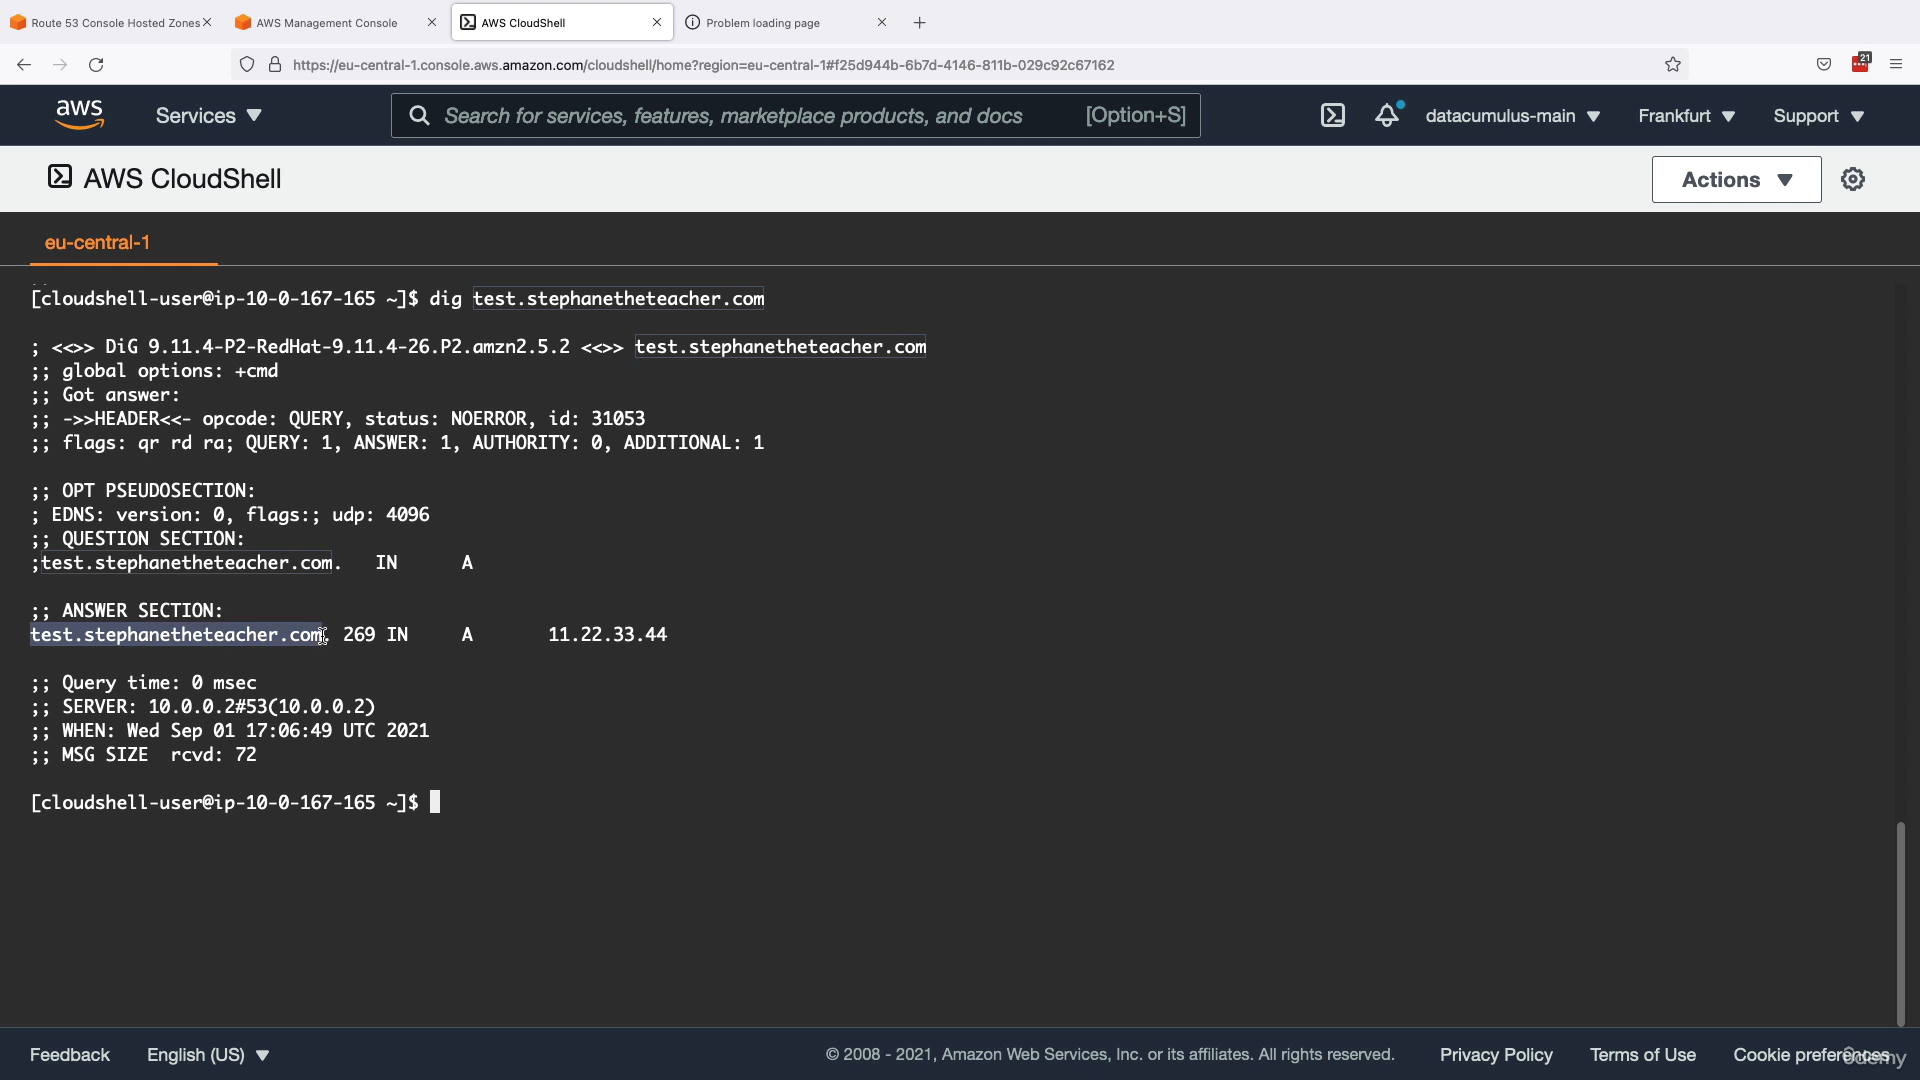 Route 53 Console Hosted Zones
AWS Management Console
AWS CloudShell
Problem loading page
https://eu-central-1.console.aws.amazon.com/cloudshell/home?region=eu-central-1#f25d944b-6b7d-4146-811b-029c92c67162
21
aws
Services
Search for services, features, marketplace products, and docs
[Option+S]
datacumulus-main
Frankfurt
Support
AWS CloudShell
Actions
eu-central-1
[cloudshell-user@ip-10-0-167-165 ~]$ dig test.stephanetheteacher.com
; <<>> DiG 9.11.4-P2-RedHat-9.11.4-26.P2.amzn2.5.2 <<>> test.stephanetheteacher.com
;; global options: +cmd
;; Got answer:
;; ->>HEADER<<- opcode: QUERY, status: NOERROR, id: 31053
;; flags: qr rd ra; QUERY: 1, ANSWER: 1, AUTHORITY: 0, ADDITIONAL: 1
;; OPT PSEUDOSECTION:
; EDNS: version: 0, flags:; udp: 4096
;; QUESTION SECTION:
;test.stephanetheteacher.com. IN A
;; ANSWER SECTION:
test.stephanetheteacher.com. 269 IN A 11.22.33.44
;; Query time: 0 msec
;; SERVER: 10.0.0.2#53(10.0.0.2)
;; WHEN: Wed Sep 01 17:06:49 UTC 2021
;; MSG SIZE rcvd: 72
[cloudshell-user@ip-10-0-167-165 ~]$
Feedback
English (US)
© 2008 - 2021, Amazon Web Services, Inc. or its affiliates. All rights reserved.
Privacy Policy
Terms of Use
Cookie preferences
udemy